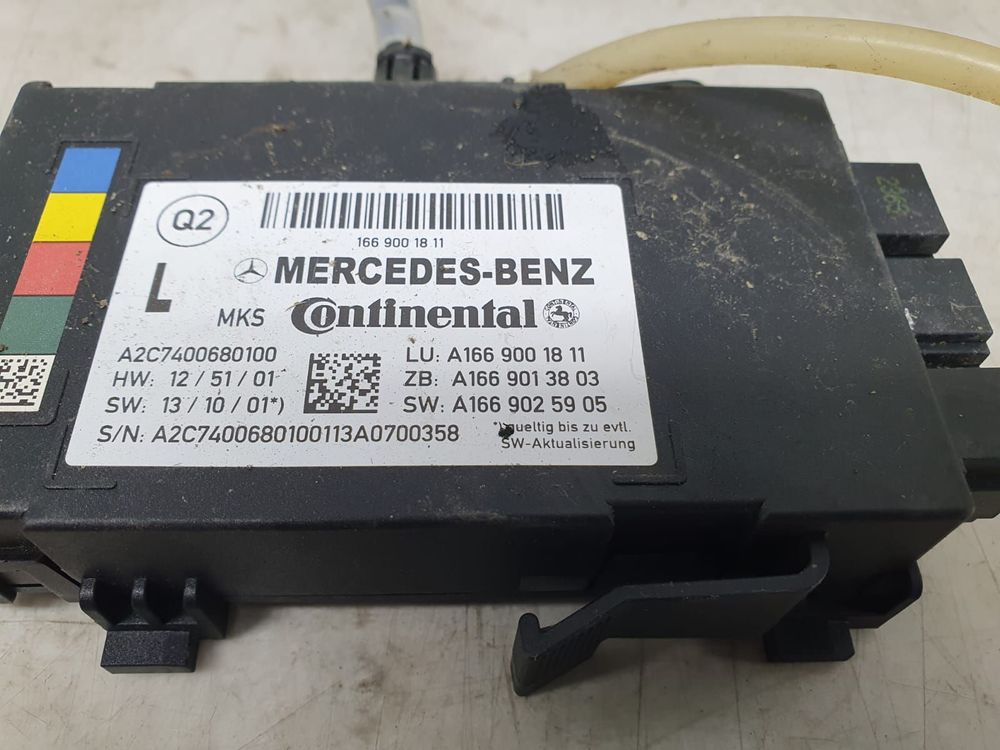 Q2
166 900 18 11
L
MERCEDES-BENZ
MKS Continental
A2C7400680100
HW: 12 / 51 / 01
SW: 13 / 10 / 01*)
LU: A166 900 18 11
ZB: A166 901 38 03
SW: A166 902 59 05
S/N: A2C7400680100113A0700358
*) gueltig bis zu evtl.
SW-Aktualisierung